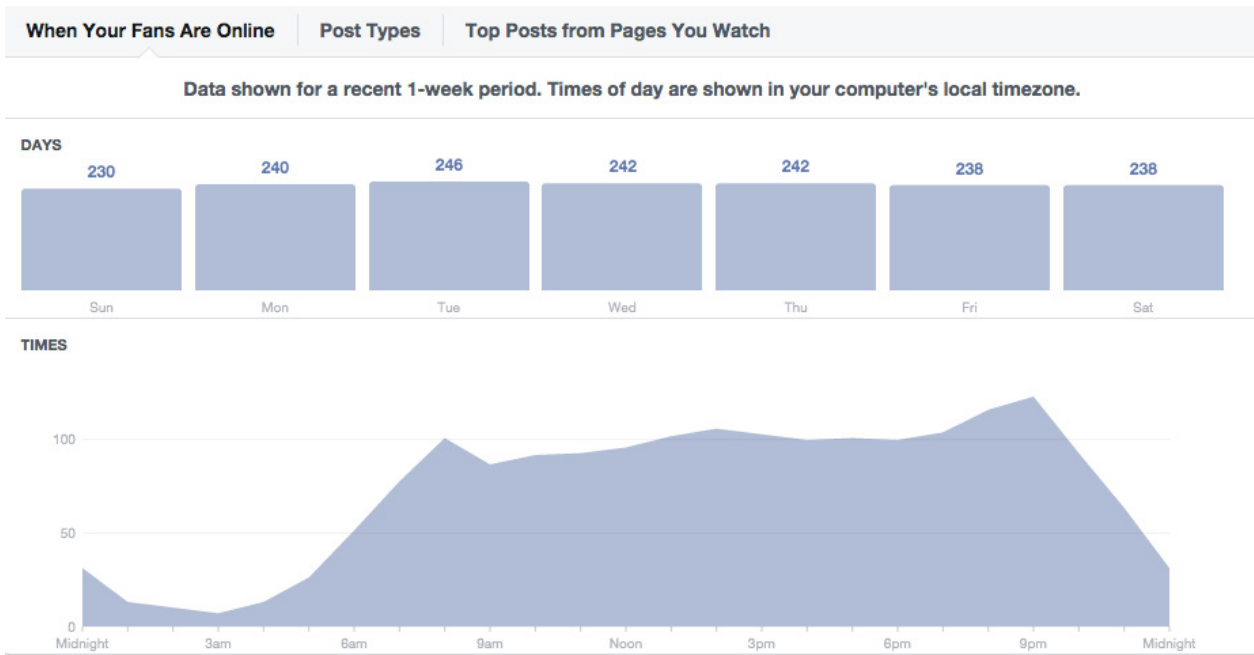 When Your Fans Are Online Post Types Top Posts from Pages You Watch
Data shown for a recent 1-week period. Times of day are shown in your computer's local timezone.
DAYS
230 240 246 242 242 238 238
Sun Mon Tue Wed Thu Fri Sat
TIMES
100
50
0
Midnight 3am 6am 9am Noon 3pm 6pm 9pm Midnight